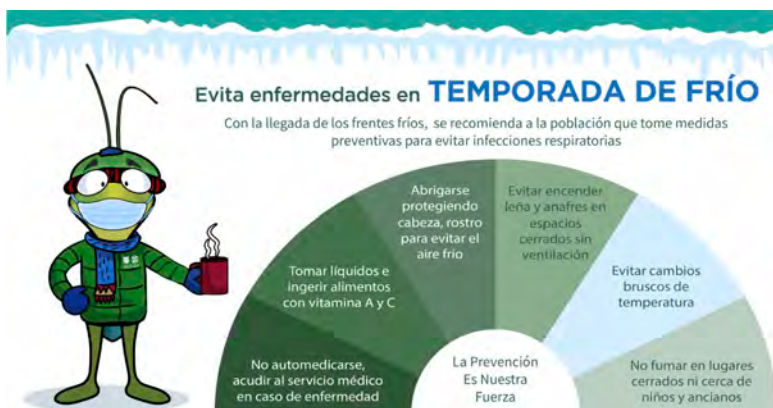 Evita enfermedades en TEMPORADA DE FRÍO
Con la llegada de los frentes fríos, se recomienda a la población que tome medidas
preventivas para evitar infecciones respiratorias
No automedicarse,
acudir al servicio médico
en caso de enfermedad
Tomar líquidos e
ingerir alimentos
con vitamina A y C
Abrigarse
protegiendo
cabeza, rostro
para evitar el
aire frío
Evitar encender
leña y anafres en
espacios
cerrados sin
ventilación
Evitar cambios
bruscos de
temperatura
No fumar en lugares
cerrados ni cerca de
niños y ancianos
La Prevención
Es Nuestra
Fuerza